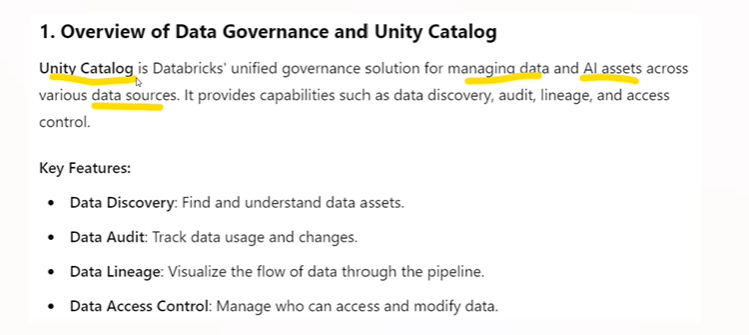 1. Overview of Data Governance and Unity Catalog
Unity Catalog is Databricks' unified governance solution for managing data and AI assets across
various data sources. It provides capabilities such as data discovery, audit, lineage, and access
control.
Key Features:
• Data Discovery: Find and understand data assets.
• Data Audit: Track data usage and changes.
• Data Lineage: Visualize the flow of data through the pipeline.
• Data Access Control: Manage who can access and modify data.